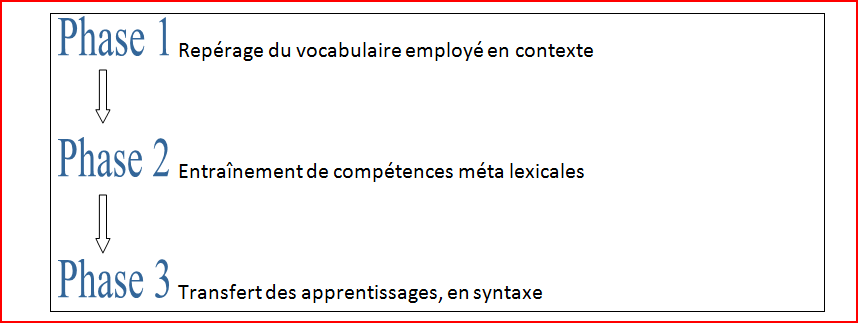 Phase 1 Repérage du vocabulaire employé en contexte
Phase 2 Entraînement de compétences méta lexicales
Phase 3 Transfert des apprentissages, en syntaxe